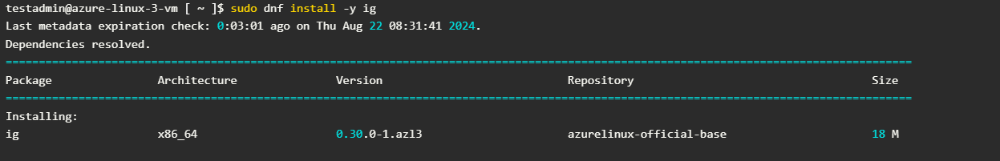 testadmin@azure-linux-3-vm [ ~ ]$ sudo dnf install -y ig
Last metadata expiration check: 0:03:01 ago on Thu Aug 22 08:31:41 2024.
Dependencies resolved.
================================================================================================================================================
Package Architecture Version Repository Size
================================================================================================================================================
Installing:
ig x86_64 0.30.0-1.azl3 azurelinux-official-base 18 M